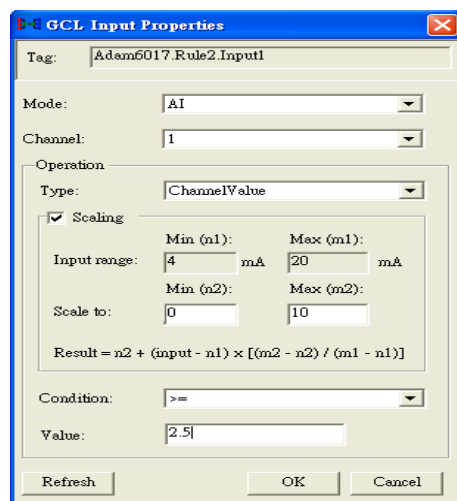 GCL Input Properties
Tag: Adam6017.Rule2.Input1
Mode: AI
Channel: 1
Operation
Type: ChannelValue
Scaling
Min (n1): Max (m1):
Input range: 4 mA 20 mA
Min (n2): Max (m2):
Scale to: 0 10
Result = n2 + (input - n1) x [(m2 - n2) / (m1 - n1)]
Condition: >=
Value: 2.5
Refresh OK Cancel